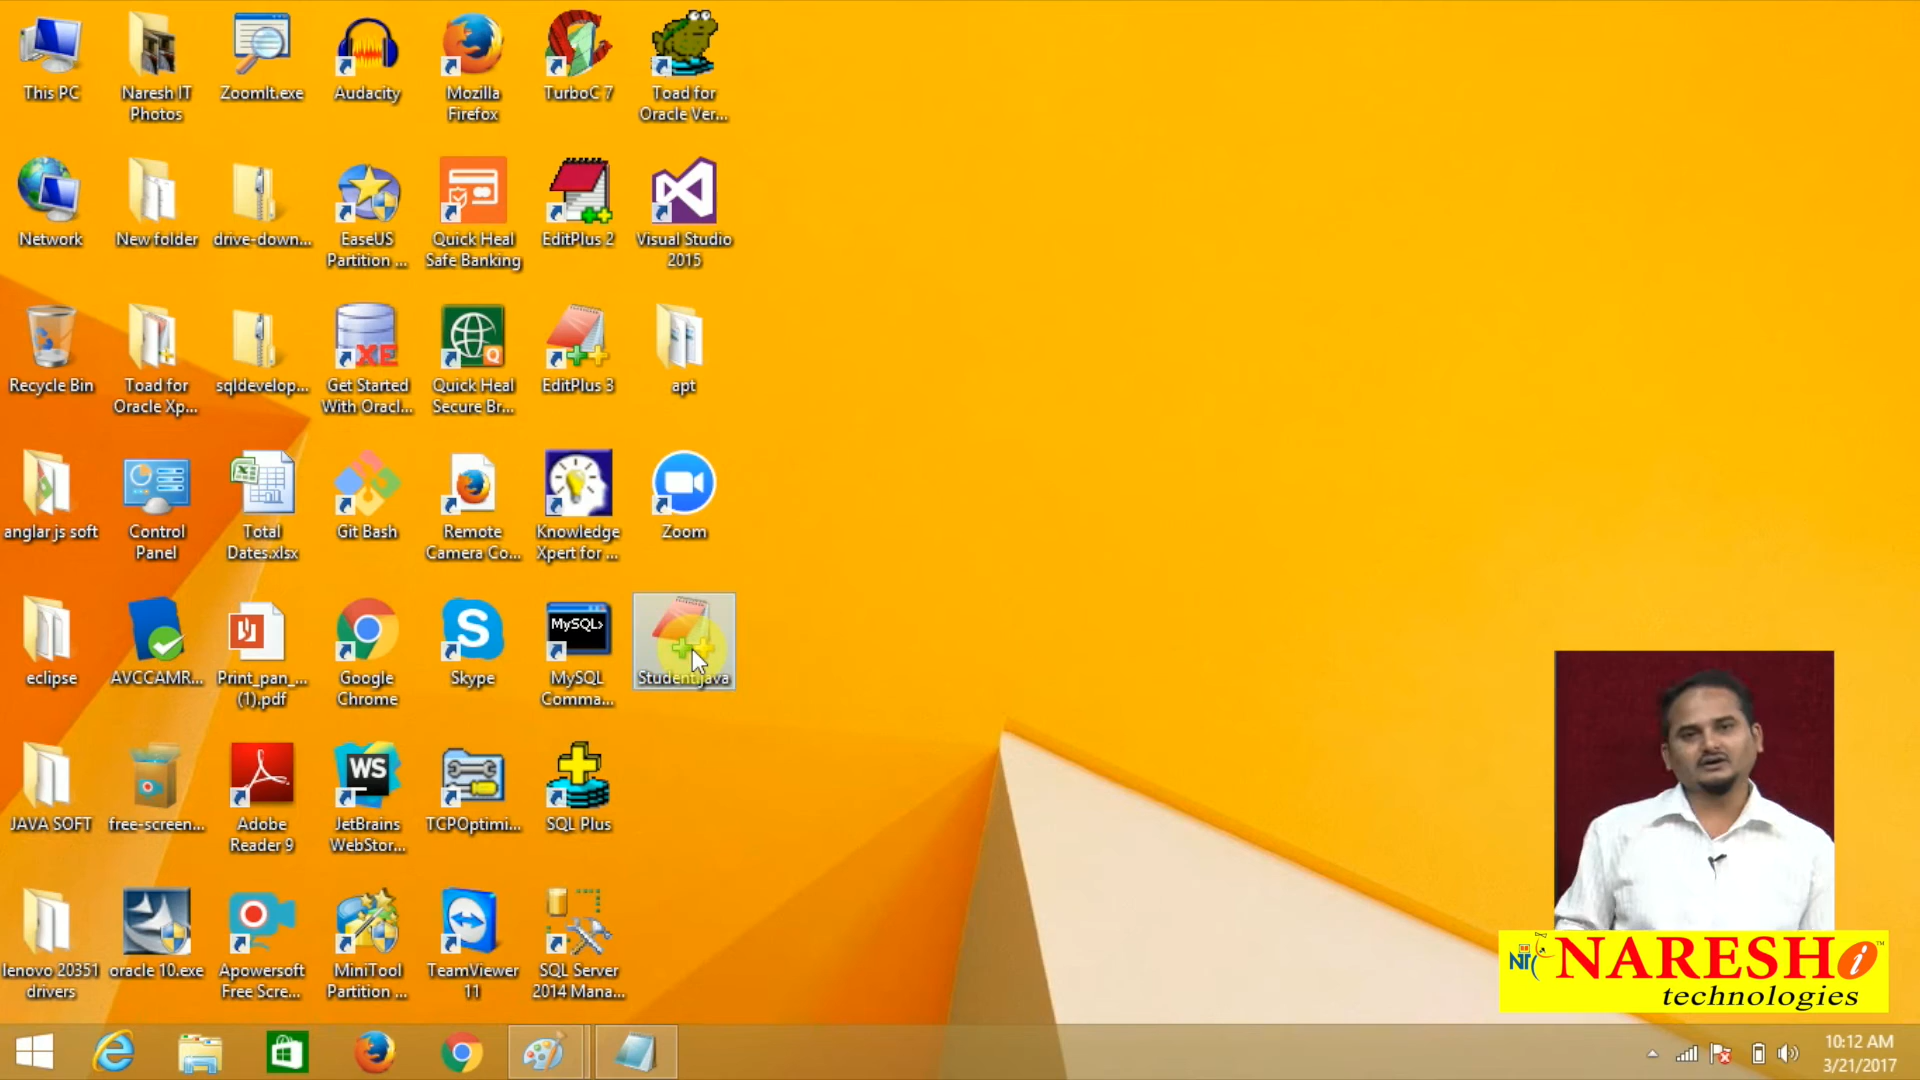 This PC
Naresh IT
Photos
ZoomIt.exe
Audacity
Mozilla
Firefox
TurboC 7
Toad for
Oracle Ver...
Network
New folder
drive-down...
EaseUS
Partition ...
Quick Heal
Safe Banking
EditPlus 2
Visual Studio
2015
Recycle Bin
Toad for
Oracle Xp...
sqldevelop...
XE
Get Started
With Oracl...
Quick Heal
Secure Br...
EditPlus 3
apt
anglar js soft
Control
Panel
Total
Dates.xlsx
Git Bash
Remote
Camera Co...
Knowledge
Xpert for ...
Zoom
eclipse
AVCCAMR...
Print_pan_...
(1).pdf
Google
Chrome
Skype
MySQL>
MySQL
Comma...
Student.java
JAVA SOFT
free-screen...
Adobe
Reader 9
WS
JetBrains
WebStor...
TCPOptimi...
SQL Plus
lenovo 20351
drivers
oracle 10.exe
Apowersoft
Free Scre...
MiniTool
Partition ...
TeamViewer
11
SQL Server
2014 Mana...
NT
NARESH i
technologies
10:12 AM
3/21/2017